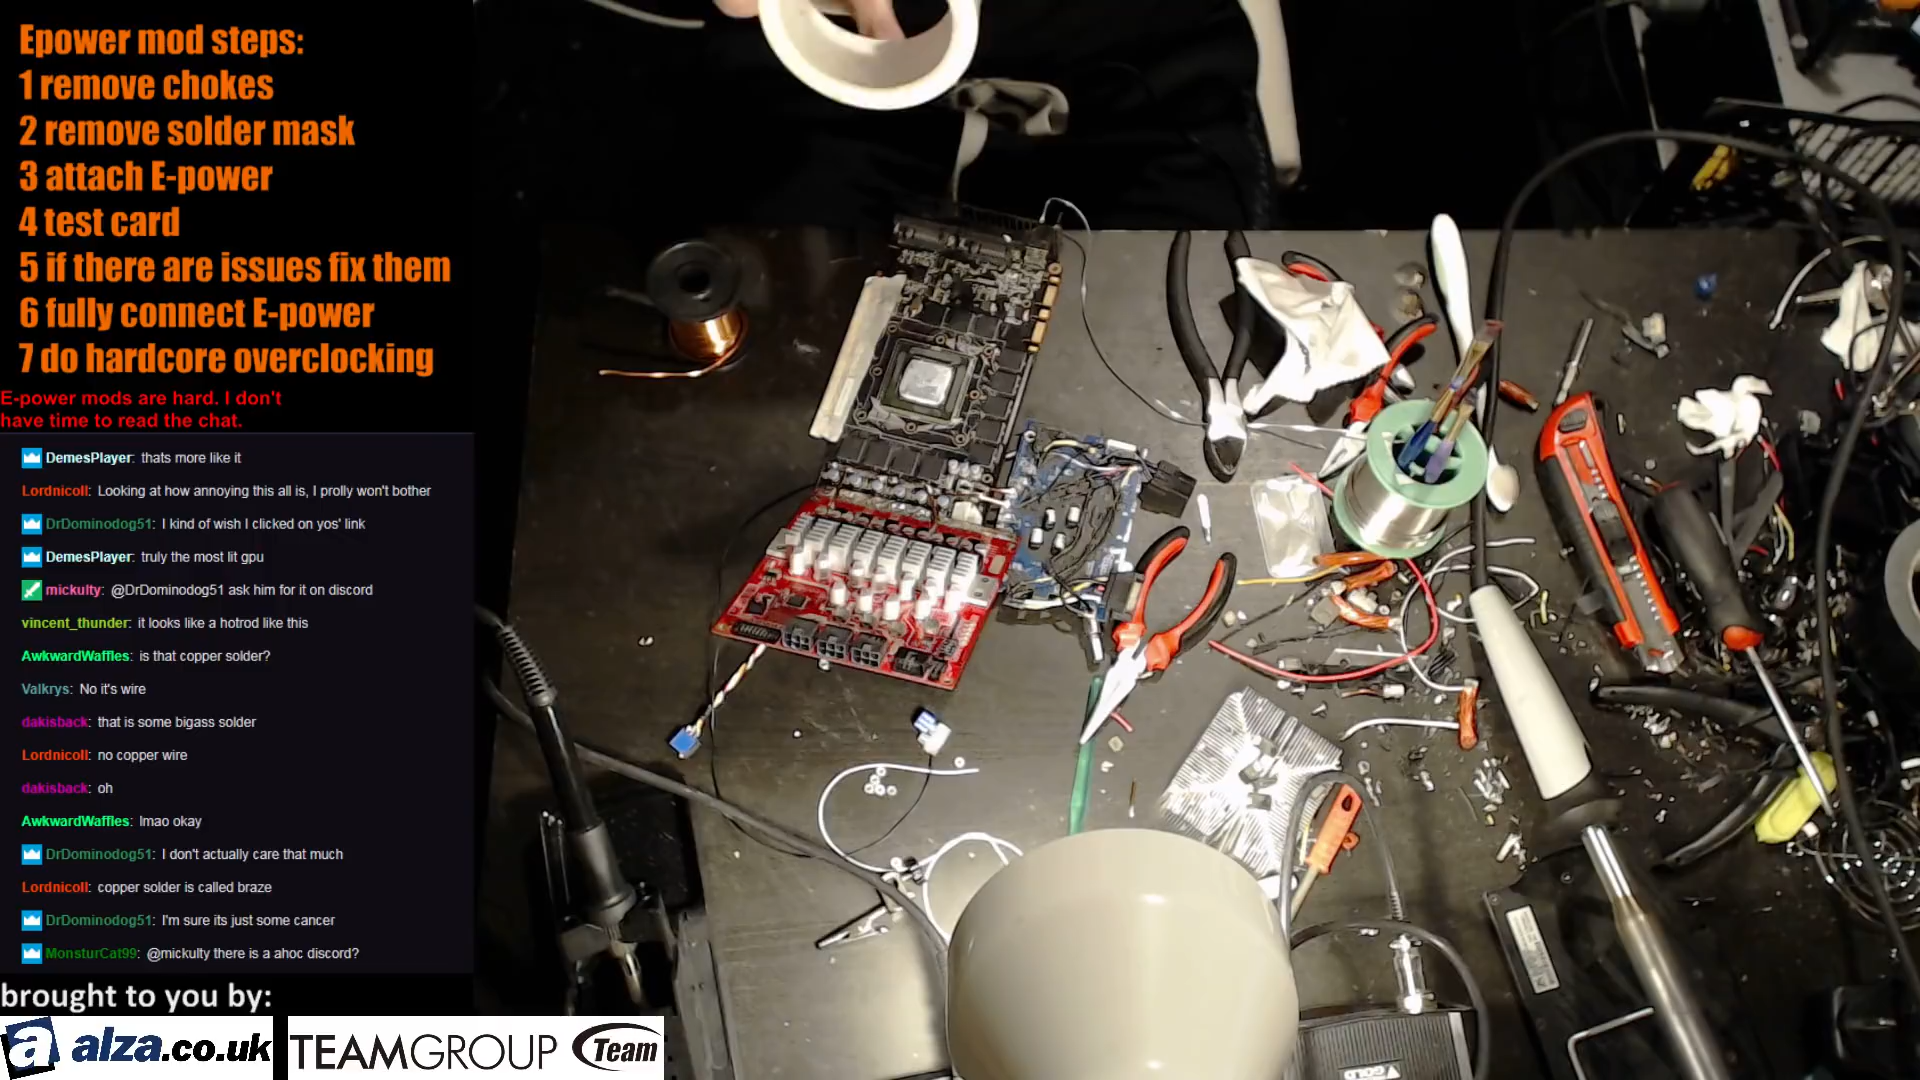 Epower mod steps:
1 remove chokes
2 remove solder mask
3 attach E-power
4 test card
5 if there are issues fix them
6 fully connect E-power
7 do hardcore overclocking
E-power mods are hard. I don't
have time to read the chat.
DemesPlayer: thats more like it
Lordnicoll: Looking at how annoying this all is, I prolly won't bother
DrDominodog51: I kind of wish I clicked on yos' link
DemesPlayer: truly the most lit gpu
mickulty: @DrDominodog51 ask him for it on discord
vincent_thunder: it looks like a hotrod like this
AwkwardWaffles: is that copper solder?
Valkrys: No it's wire
dakisback: that is some bigass solder
Lordnicoll: no copper wire
dakisback: oh
AwkwardWaffles: lmao okay
DrDominodog51: I don't actually care that much
Lordnicoll: copper solder is called braze
DrDominodog51: I'm sure its just some cancer
MonsturCat99: @mickulty there is a ahoc discord?
brought to you by:
a alza.co.uk
TEAMGROUP Team
GOLD